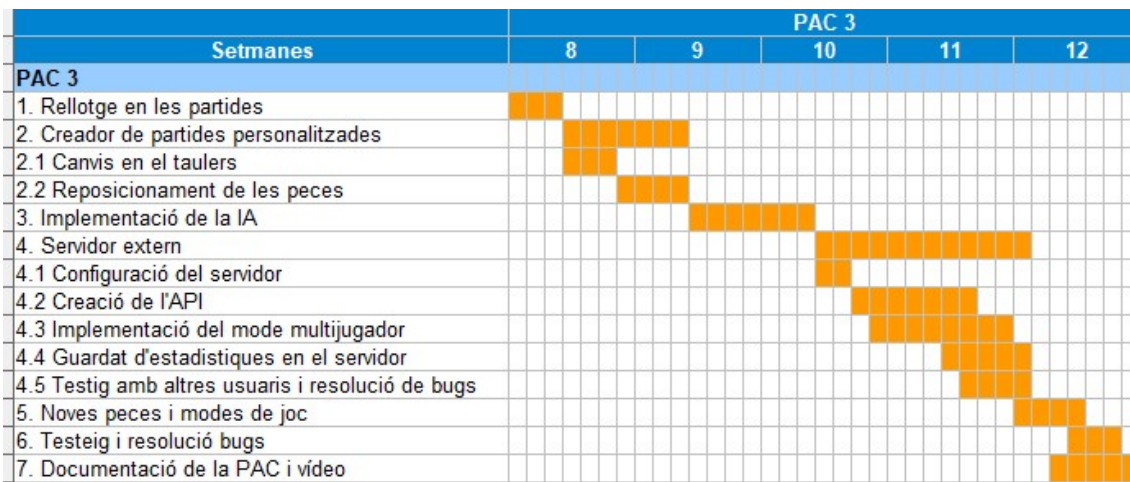 PAC 3
Setmanes 8 9 10 11 12
PAC 3
1. Rellotge en les partides
2. Creador de partides personalitzades
2.1 Canvis en el taulers
2.2 Reposicionament de les peces
3. Implementació de la IA
4. Servidor extern
4.1 Configuració del servidor
4.2 Creació de l'API
4.3 Implementació del mode multijugador
4.4 Guardat d'estadistiques en el servidor
4.5 Testig amb altres usuaris i resolució de bugs
5. Noves peces i modes de joc
6. Testeig i resolució bugs
7. Documentació de la PAC i vídeo